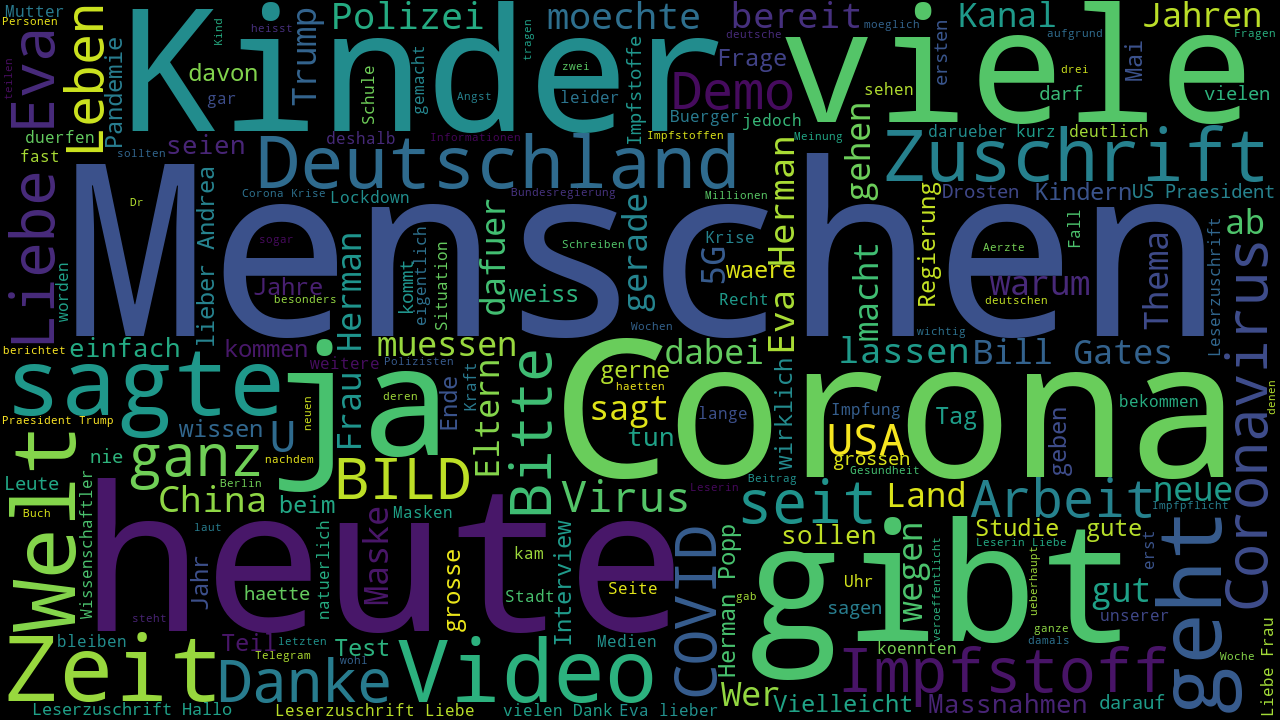 Mutter
Personen
Eva
Leben
Kinder
Kind
heisst
Polizei
moechte
bereit
moeglich
Kanal
Jahren
viele
deutsche
aufgrund
Fragen
teilen
Pandemie
davon
gar
Trump
Schule
gemacht
Angst
tragen
zwei
leider
Impfstoffe
Demo
Frage
ersten
sehen
drei
darf
Mai
vielen
duerfen
fast
sollten
seien
deshalb
Informationen
Impfstoffen
Buerger
jedoch
Meinung
gehen
darueber
kurz
deutlich
Deutschland
Zuschrift
Liebe
Dr
Andrea
lieber
Corona Krise
Lockdown
Bundesregierung
Millionen
Drosten
Kindern
US Praesident
Menschen
worden
sogar
Jahre
besonders
Herman
kommt
eigentlich
Situation
dafuer
weiss
Schreiben
gerade
Wochen
5G
Krise
waere
Recht
Eva Herman
macht
Regierung
wichtig
Aerzte
warum
deutschen
Fall
Thema
Leserzuschrift
ab
Coronavirus
berichtet
einfach
kommen
weitere
muessen
Polizisten
Bitte
gerne
haetten
dabei
lassen
Bill Gates
sagte
ja
Frau
deren
Ende
Kraft
Eltern
Corona
sagt
tun
lange
wirklich
Impfung
USA
grossen
Gesundheit
Tag
geben
bekommen
denen
Praesident Trump
Welt
nie
wissen
ganz
U
neuen
nachdem
BILD
Leute
Buch
Wissenschaftler
China
Berlin
beim
Masken
Virus
Leserin
Beitrag
seit
Land
Arbeit
neue
Impfpflicht
heute
laut
Jahr
haette
natuerlich
Maske
grosse
kam
Stadt
Interview
Seite
COVID
Herman Popp
gab
gibt
sollen
Uhr
sagen
wegen
veroeffentlicht
Studie
gute
Leserin Liebe
ueberhaupt
erst
gut
ganze
damals
unserer
geht
steht
Zeit
bleiben
Teil
letzten
Telegram
wohl
Test
Danke
Video
Medien
Wer
Vielleicht
koennten
Impfstoff
Massnahmen
darauf
Woche
Liebe Frau
Leserzuschrift Hallo
Leserzuschrift Liebe
vielen Dank
Eva lieber